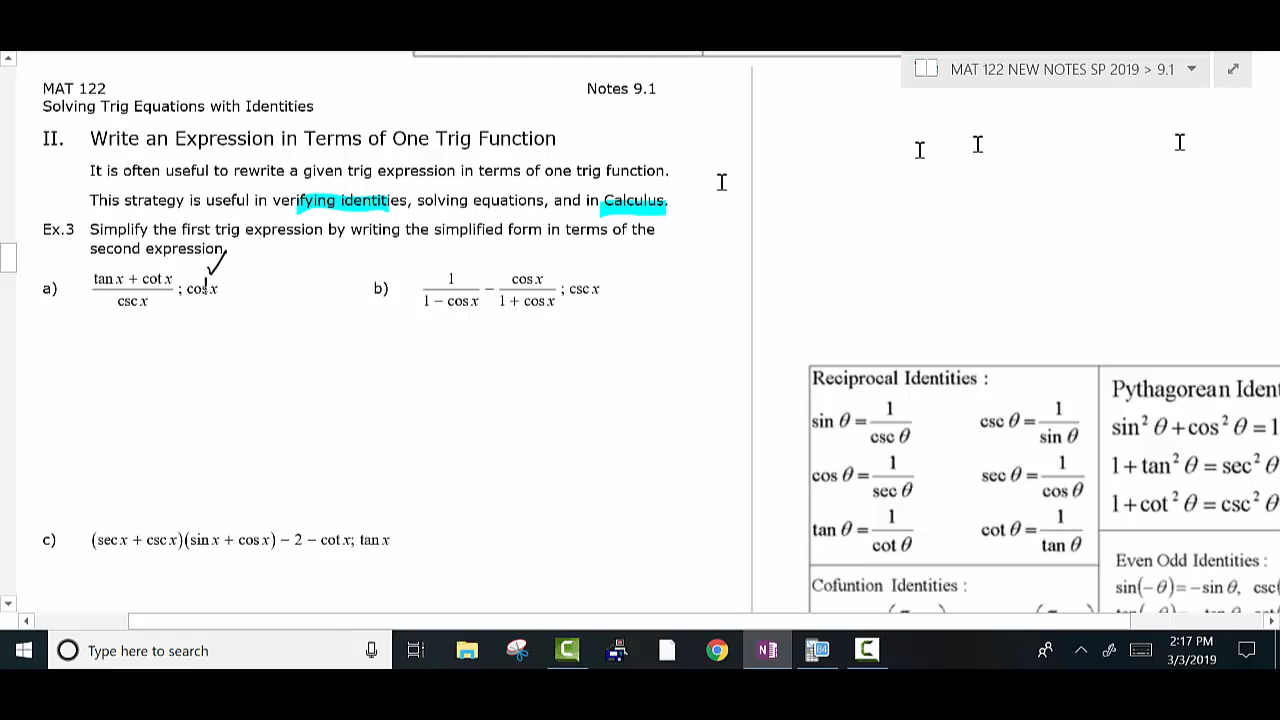 MAT 122 NEW NOTES SP 2019 > 9.1
MAT 122 Notes 9.1
Solving Trig Equations with Identities
II. Write an Expression in Terms of One Trig Function
It is often useful to rewrite a given trig expression in terms of one trig function.
This strategy is useful in verifying identities, solving equations, and in Calculus.
Ex.3 Simplify the first trig expression by writing the simplified form in terms of the
second expression.
a) (tan x + cot x)/(csc x) ; cos x
b) 1/(1 − cos x) − cos x/(1 + cos x) ; csc x
c) (sec x + csc x)(sin x + cos x) − 2 − cot x; tan x
Reciprocal Identities :
sin θ = 1/csc θ csc θ = 1/sin θ
cos θ = 1/sec θ sec θ = 1/cos θ
tan θ = 1/cot θ cot θ = 1/tan θ
Cofuntion Identities :
Pythagorean Iden
sin² θ + cos² θ = 1
1 + tan² θ = sec² θ
1 + cot² θ = csc² θ
Even Odd Identities :
sin(−θ) = −sin θ, csc(
Type here to search
2:17 PM
3/3/2019